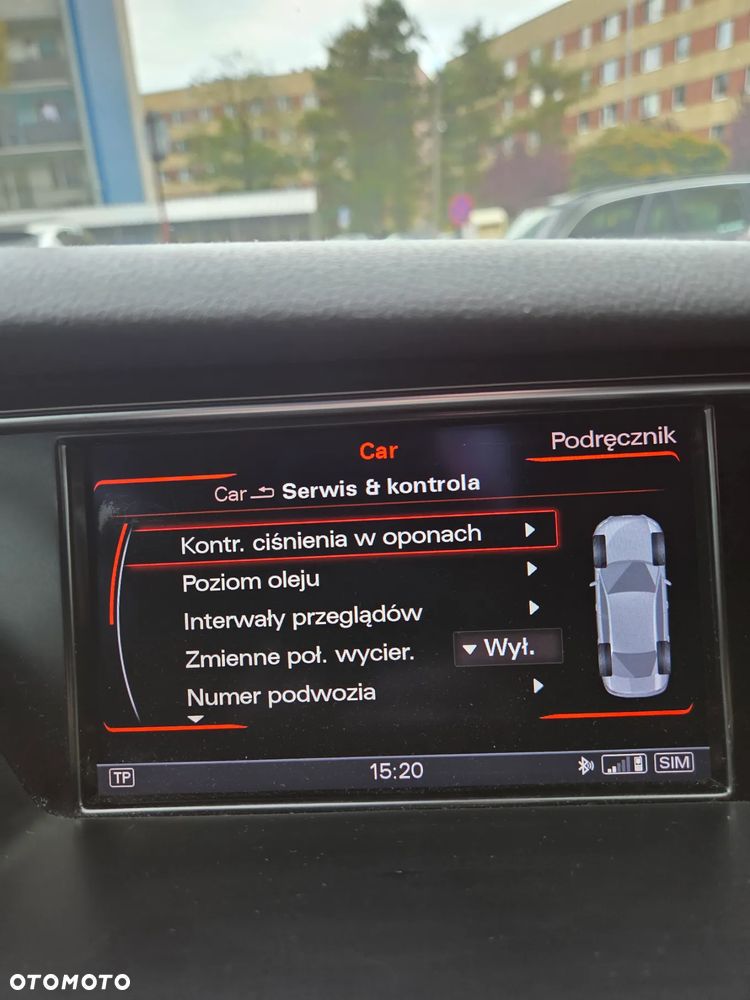 Car
Podręcznik
Car Serwis & kontrola
Kontr. ciśnienia w oponach
Poziom oleju
Interwały przeglądów
Zmienne poł. wycier. Wył.
Numer podwozia
TP 15:20 SIM
OTOMOTO